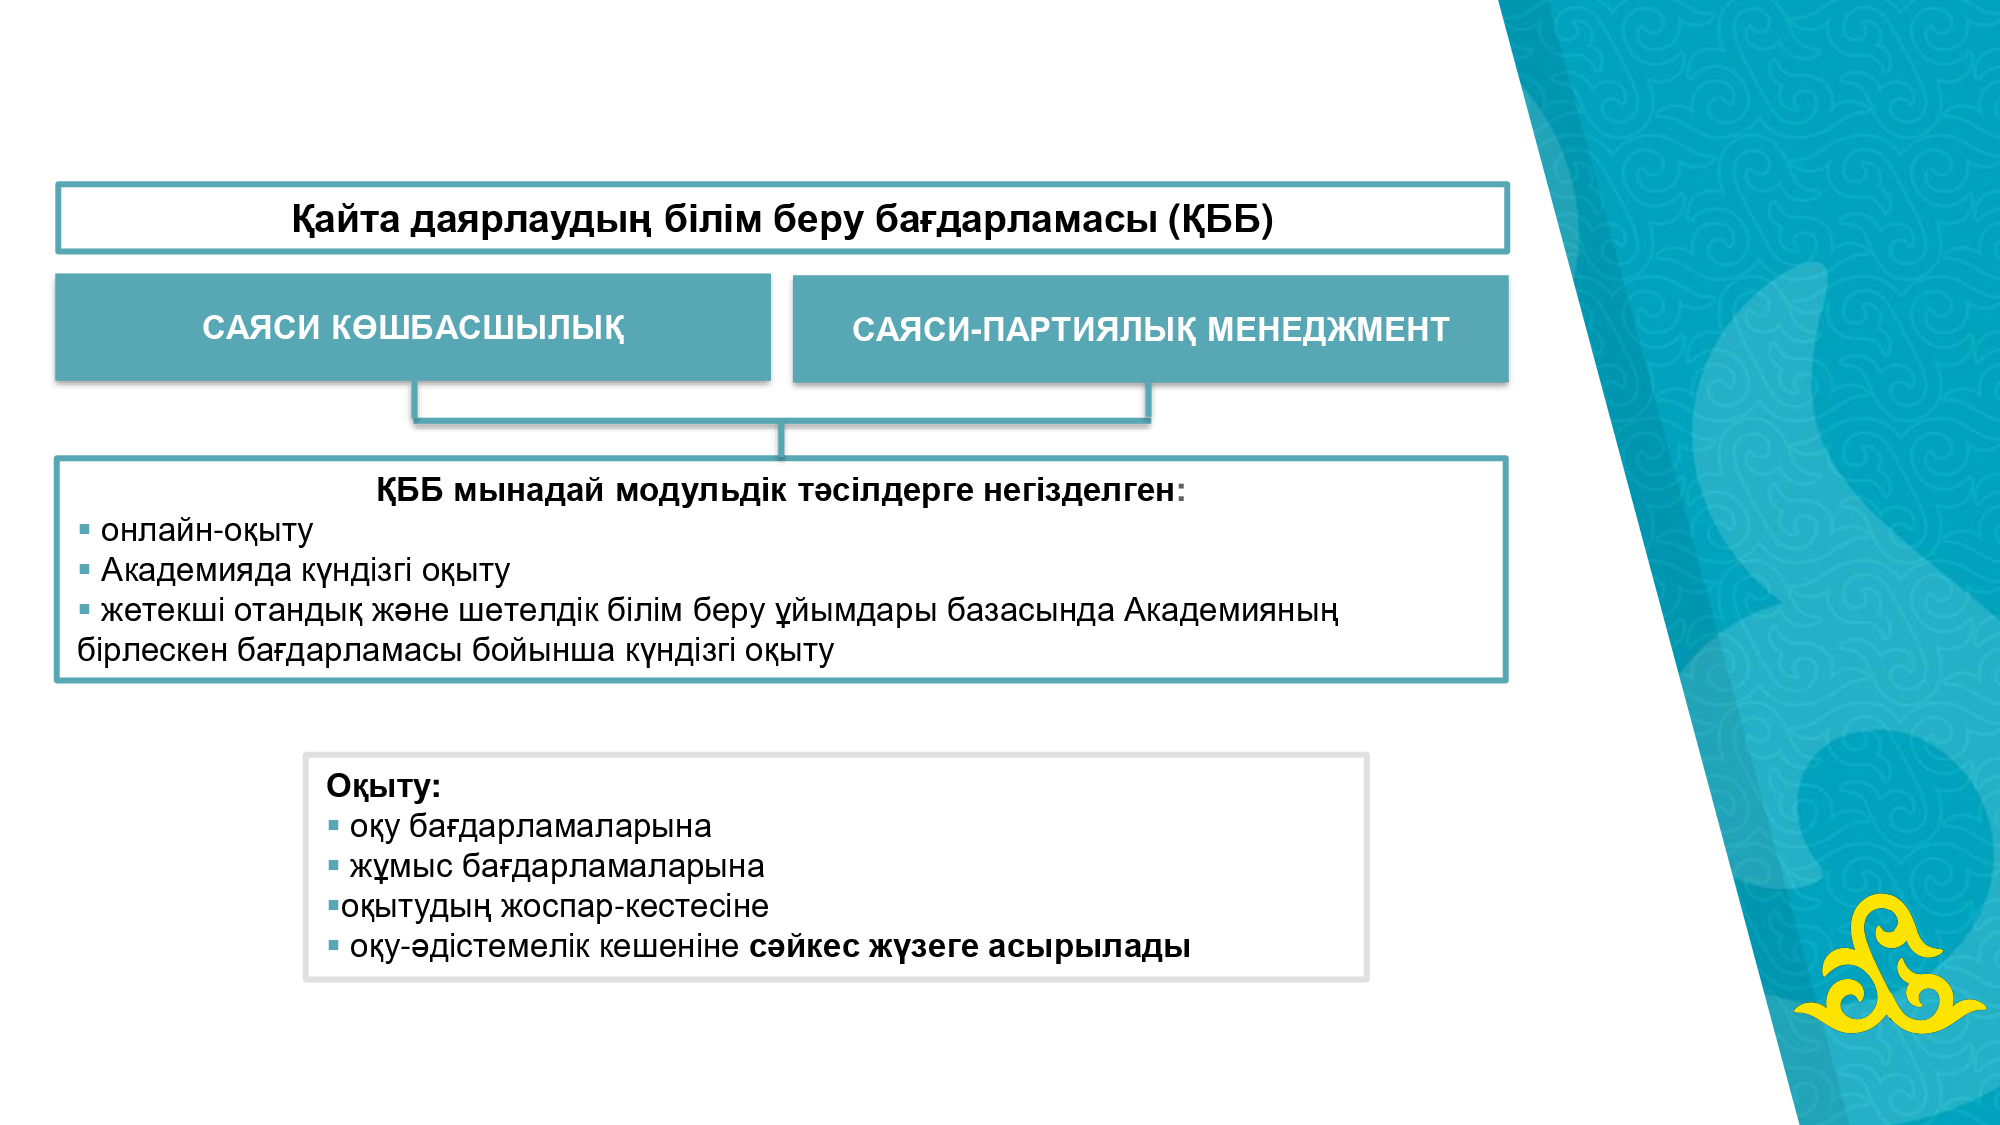 Қайта даярлаудың білім беру бағдарламасы (ҚББ)
САЯСИ КӨШБАСШЫЛЫҚ
САЯСИ-ПАРТИЯЛЫҚ МЕНЕДЖМЕНТ
ҚББ мынадай модульдік тәсілдерге негізделген:
▪ онлайн-оқыту
▪ Академияда күндізгі оқыту
▪ жетекші отандық және шетелдік білім беру ұйымдары базасында Академияның
бірлескен бағдарламасы бойынша күндізгі оқыту
Оқыту:
▪ оқу бағдарламаларына
▪ жұмыс бағдарламаларына
▪оқытудың жоспар-кестесіне
▪ оқу-әдістемелік кешеніне сәйкес жүзеге асырылады